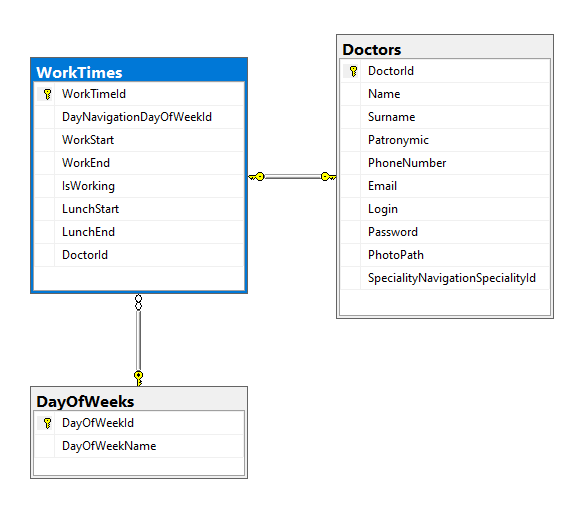 WorkTimes
WorkTimeId
DayNavigationDayOfWeekId
WorkStart
WorkEnd
IsWorking
LunchStart
LunchEnd
DoctorId
Doctors
DoctorId
Name
Surname
Patronymic
PhoneNumber
Email
Login
Password
PhotoPath
SpecialityNavigationSpecialityId
DayOfWeeks
DayOfWeekId
DayOfWeekName